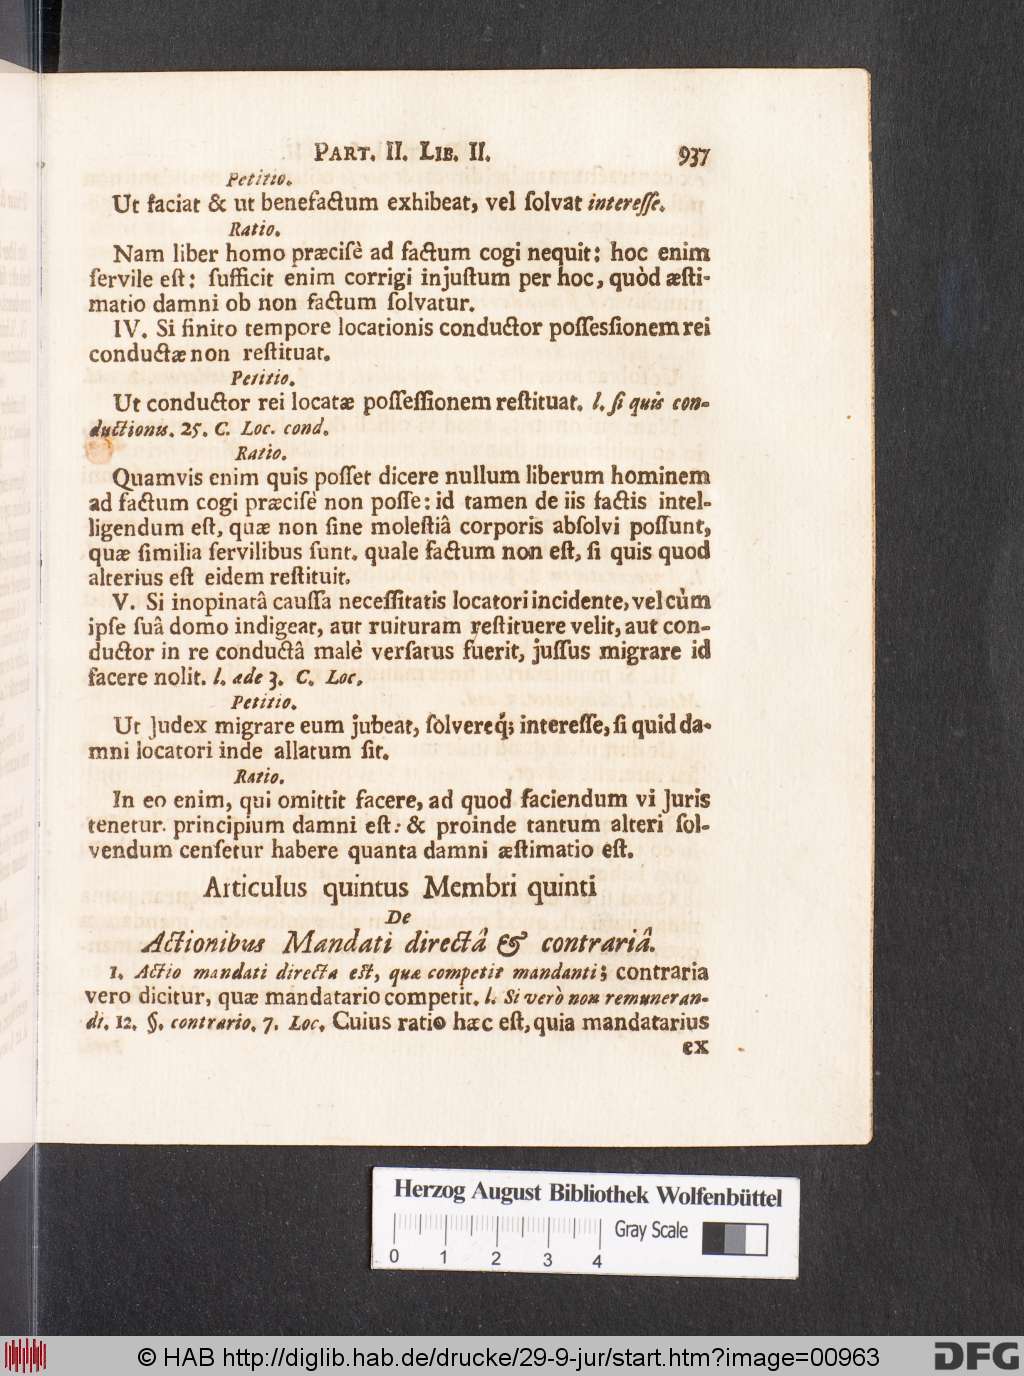 PART. II. LIB. II. 937
Petitio.
Ut faciat & ut benefactum exhibeat, vel ſolvat intereſſe.
Ratio.
Nam liber homo præciſè ad factum cogi nequit: hoc enim
ſervile eſt: ſufficit enim corrigi injuſtum per hoc, quòd æſti-
matio damni ob non factum ſolvatur.
IV. Si finito tempore locationis conductor poſſeſſionem rei
conductæ non reſtituat.
Petitio.
Ut conductor rei locatæ poſſeſſionem reſtituat. l. ſi quis con-
ductionis. 25. C. Loc. cond.
Ratio.
Quamvis enim quis poſſet dicere nullum liberum hominem
ad factum cogi præciſè non poſſe: id tamen de iis factis intel-
ligendum eſt, quæ non ſine moleſtiâ corporis abſolvi poſſunt,
quæ ſimilia ſervilibus ſunt. quale factum non eſt, ſi quis quod
alterius eſt eidem reſtituit.
V. Si inopinatâ cauſſa neceſſitatis locatori incidente, vel cùm
ipſe ſuâ domo indigeat, aut ruituram reſtituere velit, aut con-
ductor in re conductâ malè verſatus fuerit, juſſus migrare id
facere nolit. l. ade 3. C. Loc.
Petitio.
Ut Judex migrare eum jubeat, ſolvereq; intereſſe, ſi quid da-
mni locatori inde allatum ſit.
Ratio.
In eo enim, qui omittit facere, ad quod faciendum vi Juris
tenetur. principium damni eſt: & proinde tantum alteri ſol-
vendum cenſetur habere quanta damni æſtimatio eſt.
Articulus quintus Membri quinti
De
Actionibus Mandati directâ & contrariâ.
1. Actio mandati directa eſt, quæ competit mandanti; contraria
vero dicitur, quæ mandatario competit. l. Si verò non remuneran-
di. 12. §. contrario. 7. Loc. Cuius ratio hæc eſt, quia mandatarius
ex
Herzog August Bibliothek Wolfenbüttel
Gray Scale
0 1 2 3 4
© HAB http://diglib.hab.de/drucke/29-9-jur/start.htm?image=00963
DFG